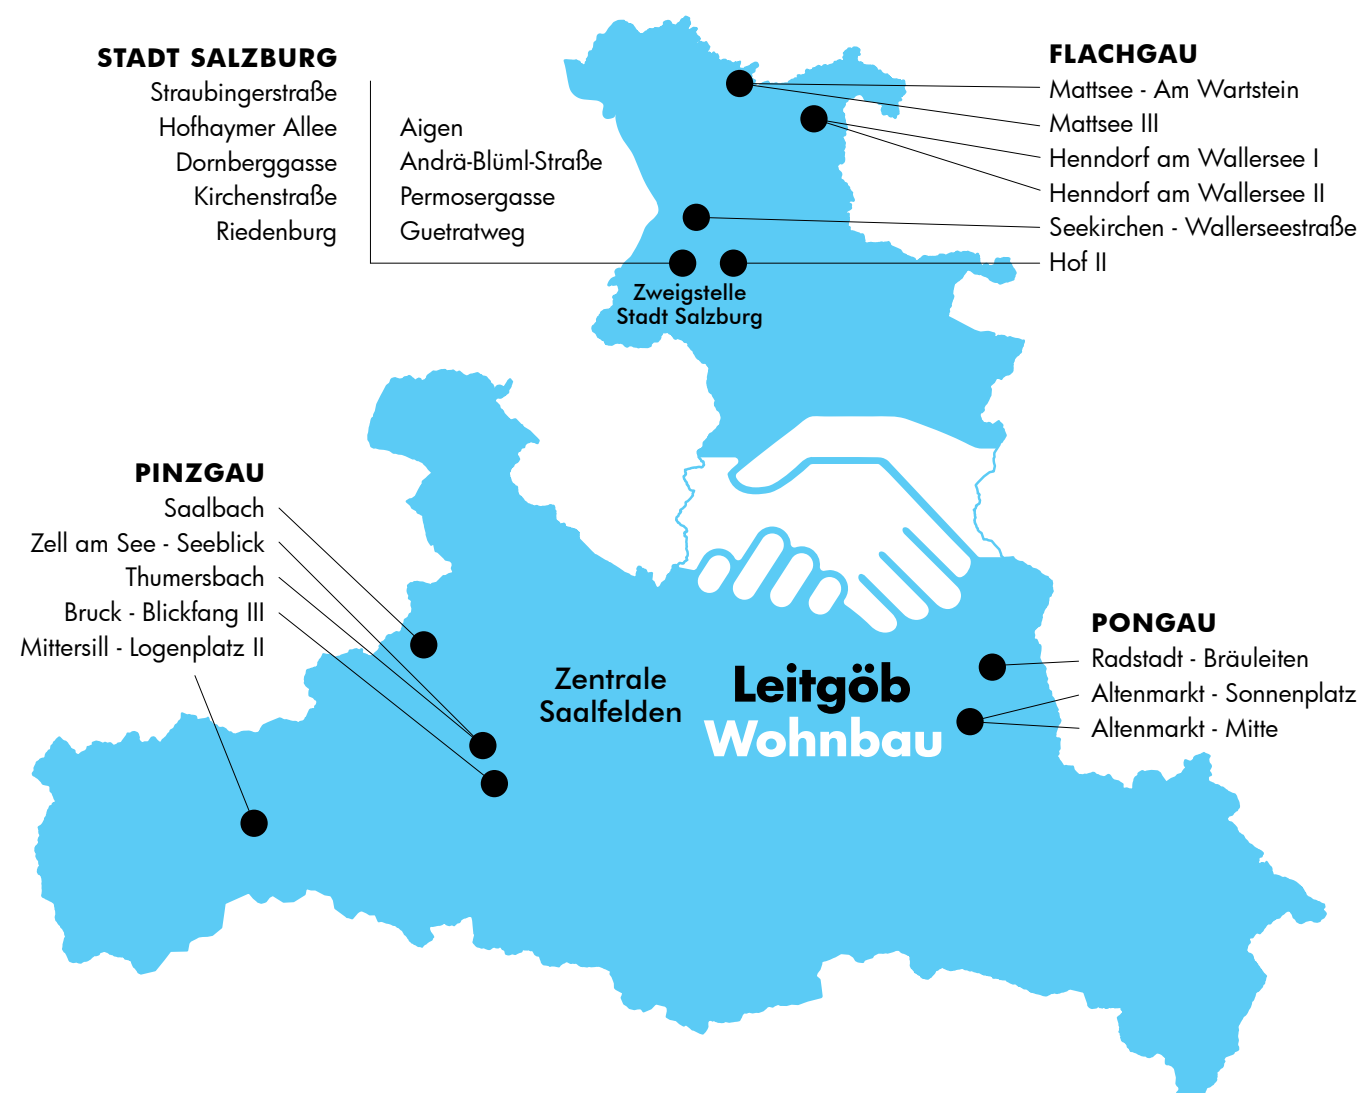 STADT SALZBURG
Straubingerstraße
Hofhaymer Allee
Dornberggasse
Kirchenstraße
Riedenburg
Aigen
Andrä-Blüml-Straße
Permosergasse
Guetratweg
FLACHGAU
Mattsee - Am Wartstein
Mattsee III
Henndorf am Wallersee I
Henndorf am Wallersee II
Seekirchen - Wallerseestraße
Hof II
Zweigstelle
Stadt Salzburg
PINZGAU
Saalbach
Zell am See - Seeblick
Thumersbach
Bruck - Blickfang III
Mittersill - Logenplatz II
Zentrale
Saalfelden
Leitgöb
Wohnbau
PONGAU
Radstadt - Bräuleiten
Altenmarkt - Sonnenplatz
Altenmarkt - Mitte